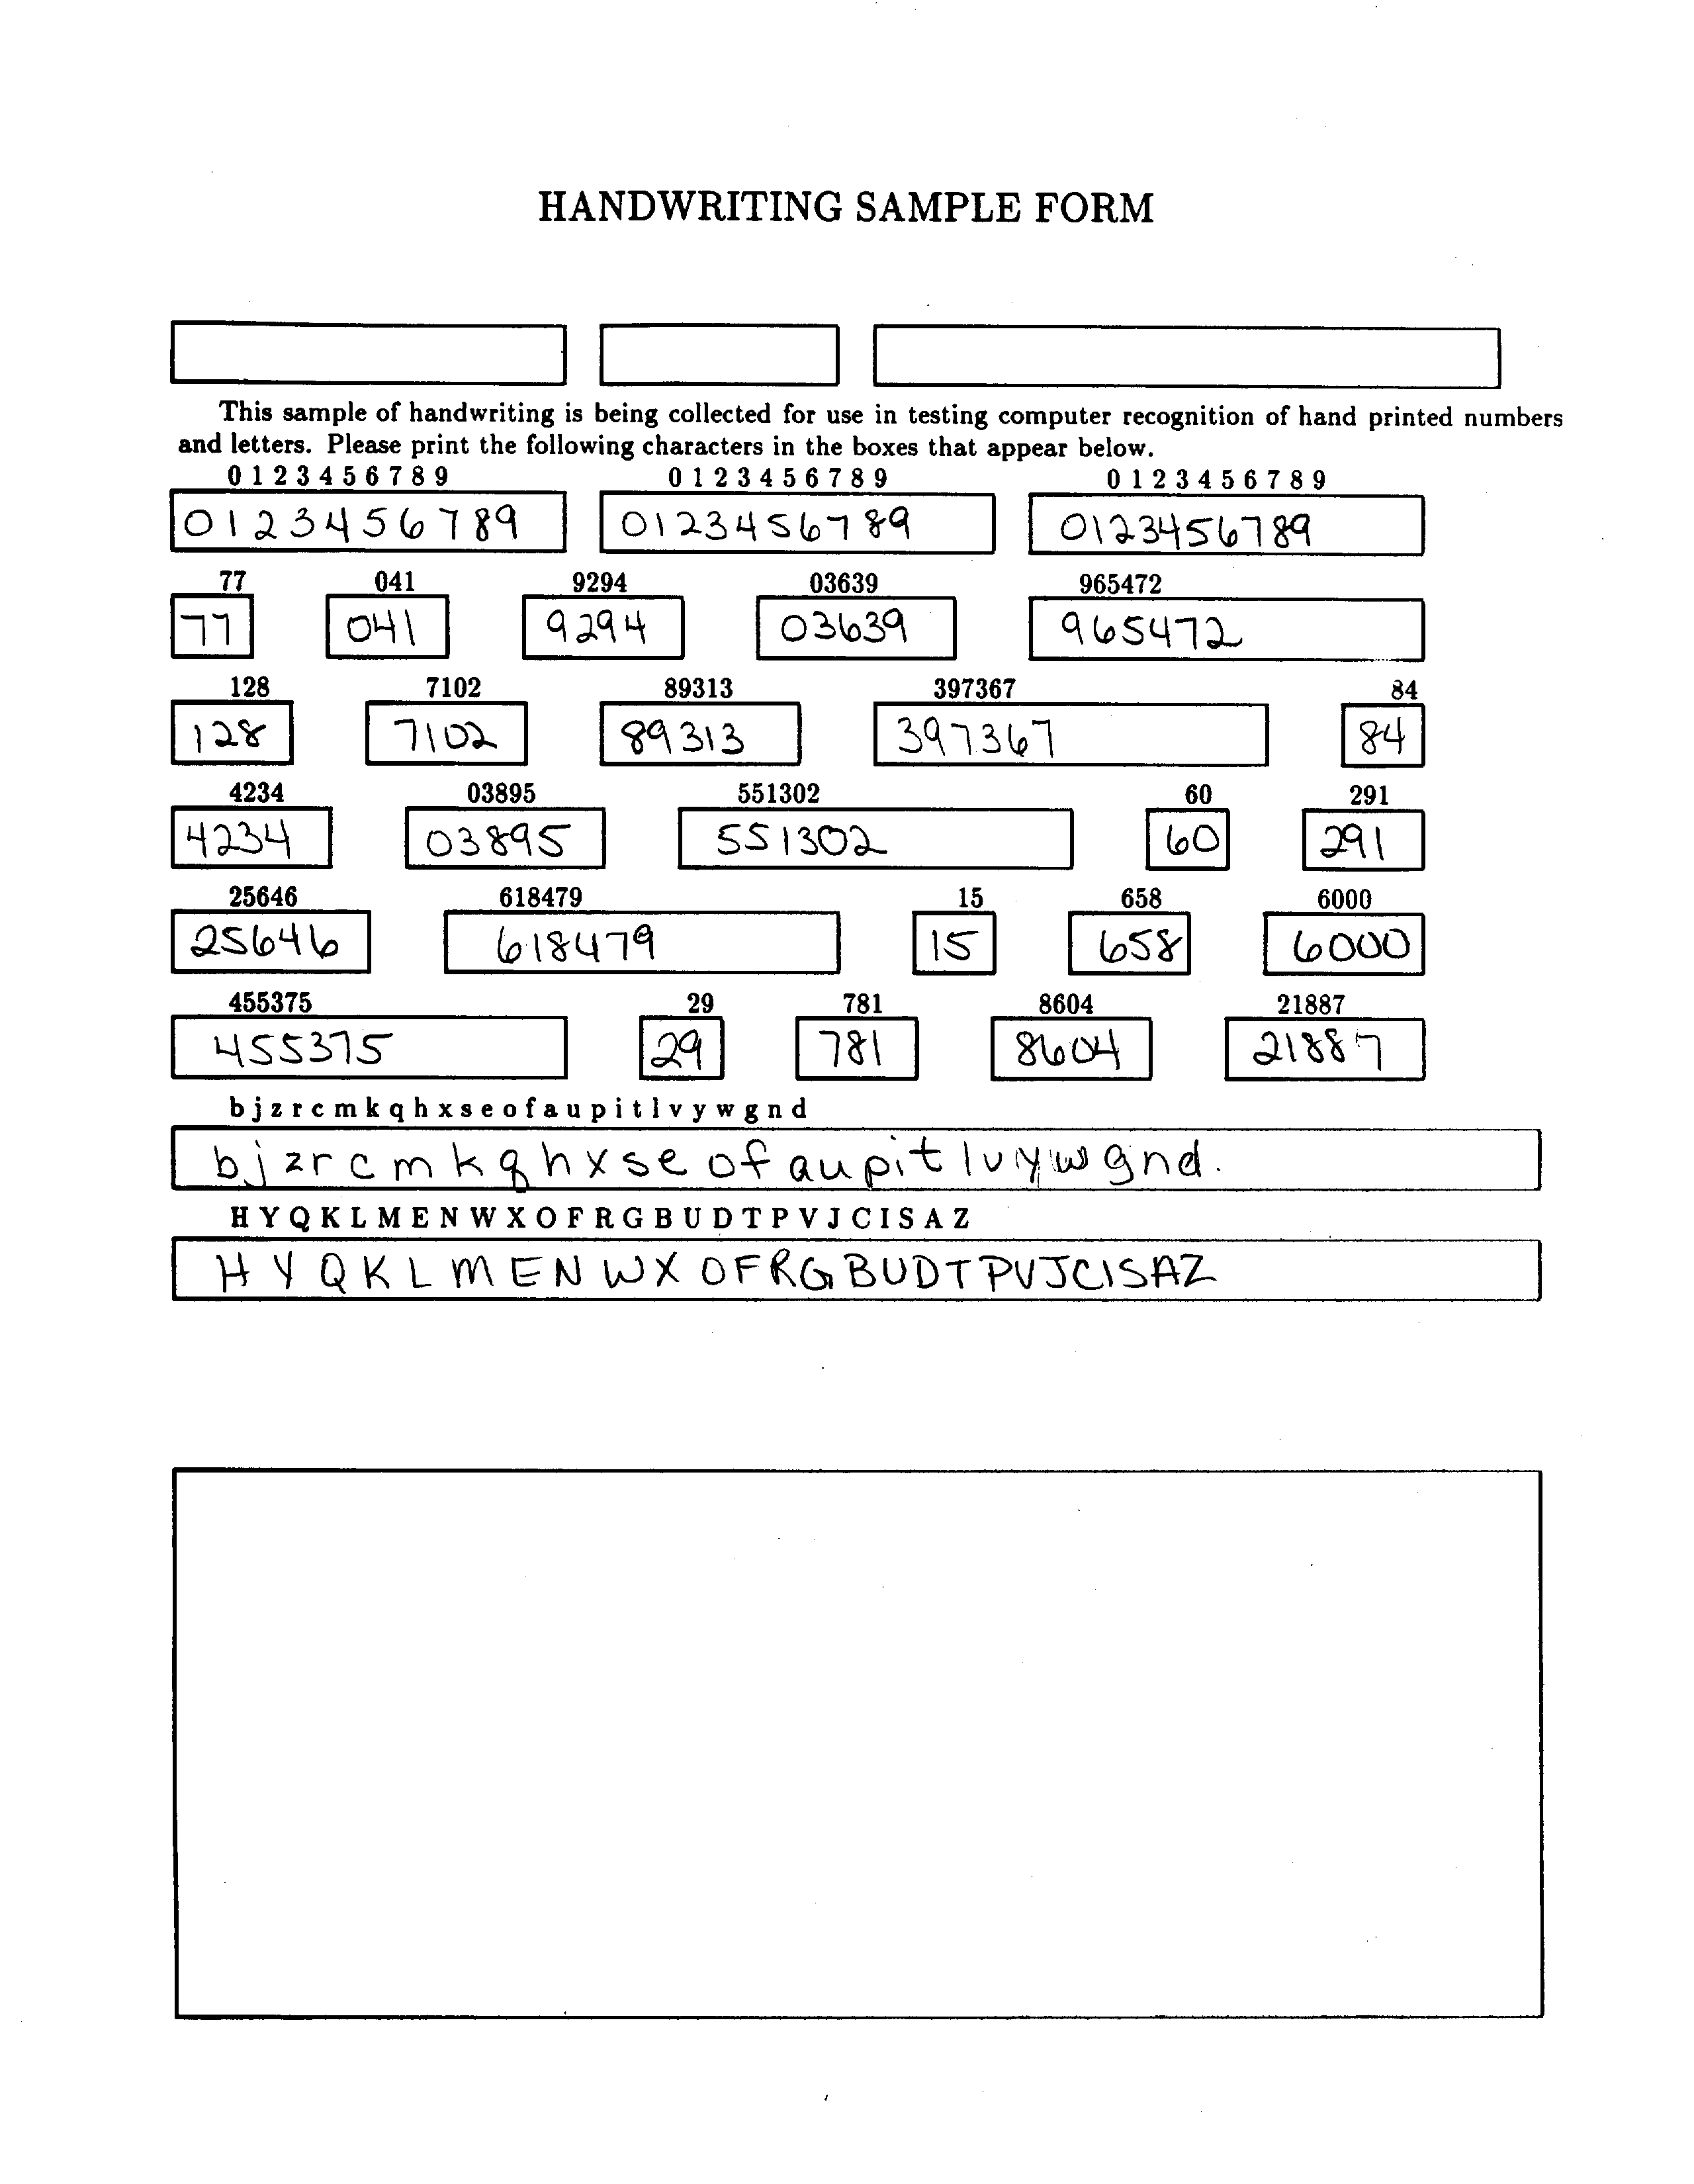 HANDWRITING SAMPLE FORM
This sample of handwriting is being collected for use in testing computer recognition of hand printed numbers
and letters. Please print the following characters in the boxes that appear below.
0 1 2 3 4 5 6 7 8 9 0 1 2 3 4 5 6 7 8 9 0 1 2 3 4 5 6 7 8 9
0123456789 0123456789 0123456789
77 041 9294 03639 965472
77 041 9294 03639 965472
128 7102 89313 397367 84
128 7102 89313 397367 84
4234 03895 551302 60 291
4234 03895 551302 60 291
25646 618479 15 658 6000
25646 618479 15 658 6000
455375 29 781 8604 21887
455375 29 781 8604 21887
b j z r c m k q h x s e o f a u p i t l v y w g n d
b j z r c m k q h x s e o f a u p i t l v y w g n d.
H Y Q K L M E N W X O F R G B U D T P V J C I S A Z
H Y Q K L M E N W X O F R G B U D T P V J C I S A Z